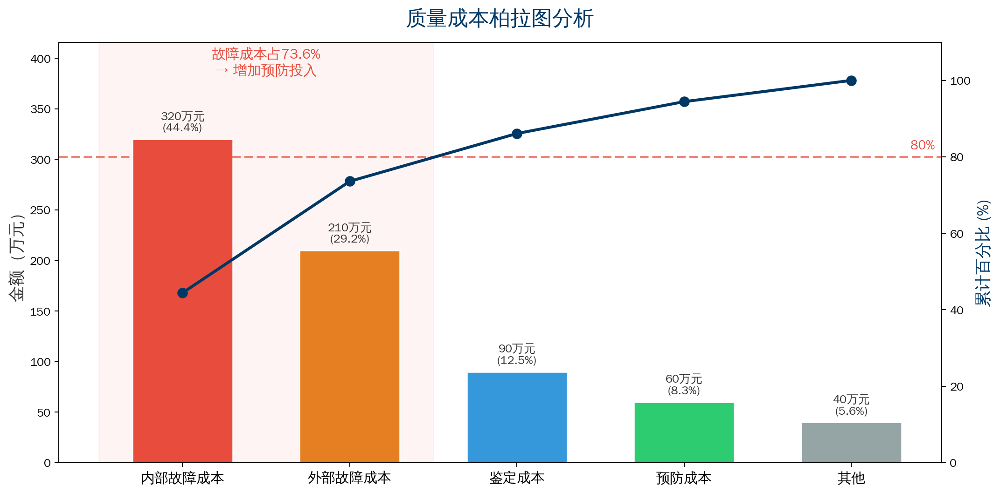 质量成本柏拉图分析
故障成本占73.6%
→ 增加预防投入
320万元
(44.4%)
210万元
(29.2%)
90万元
(12.5%)
60万元
(8.3%)
40万元
(5.6%)
80%
金额（万元）
400
350
300
250
200
150
100
50
0
累计百分比 (%)
100
80
60
40
20
0
内部故障成本
外部故障成本
鉴定成本
预防成本
其他